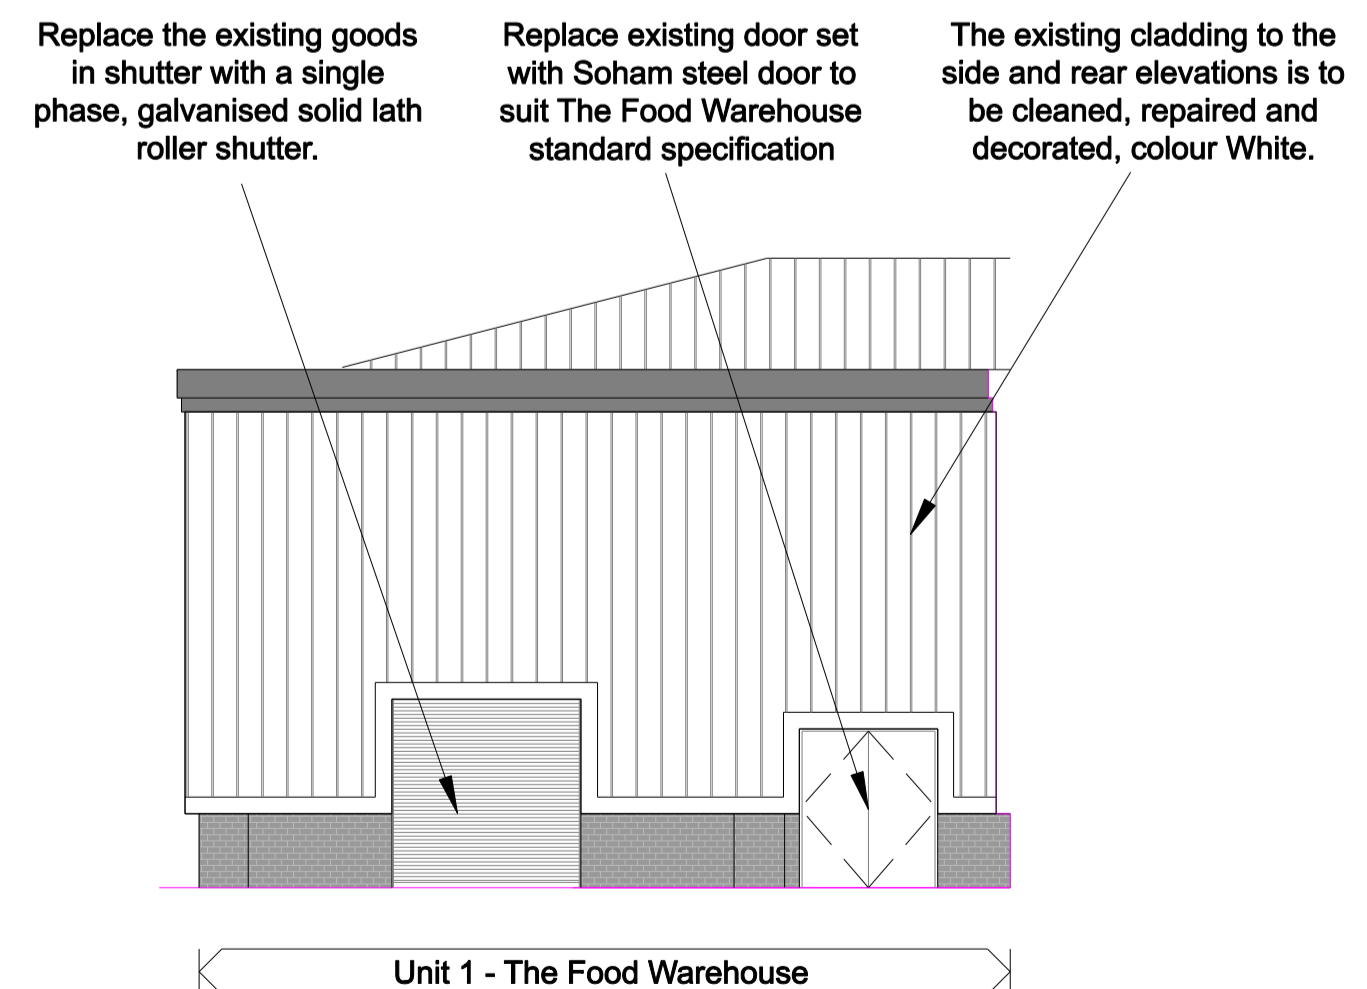 Replace the existing goods
in shutter with a single
phase, galvanised solid lath
roller shutter.
Replace existing door set
with Soham steel door to
suit The Food Warehouse
standard specification
The existing cladding to the
side and rear elevations is to
be cleaned, repaired and
decorated, colour White.
Unit 1 - The Food Warehouse